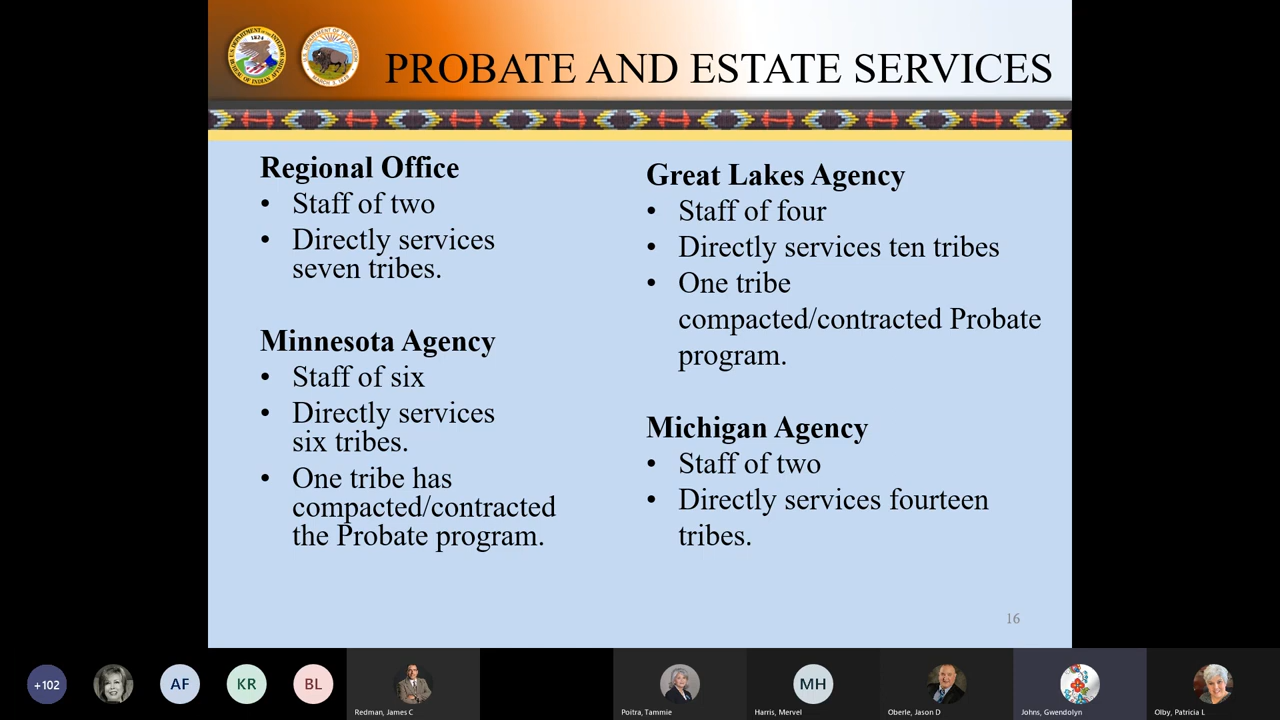 PROBATE AND ESTATE SERVICES
Regional Office
• Staff of two
• Directly services
seven tribes.
Minnesota Agency
• Staff of six
• Directly services
six tribes.
• One tribe has
compacted/contracted
the Probate program.
Great Lakes Agency
• Staff of four
• Directly services ten tribes
• One tribe
compacted/contracted Probate
program.
Michigan Agency
• Staff of two
• Directly services fourteen
tribes.
16
+102
AF
KR
BL
Redman, James C
Poitra, Tammie
MH
Harris, Mervel
Oberle, Jason D
Johns, Gwendolyn
Olby, Patricia L